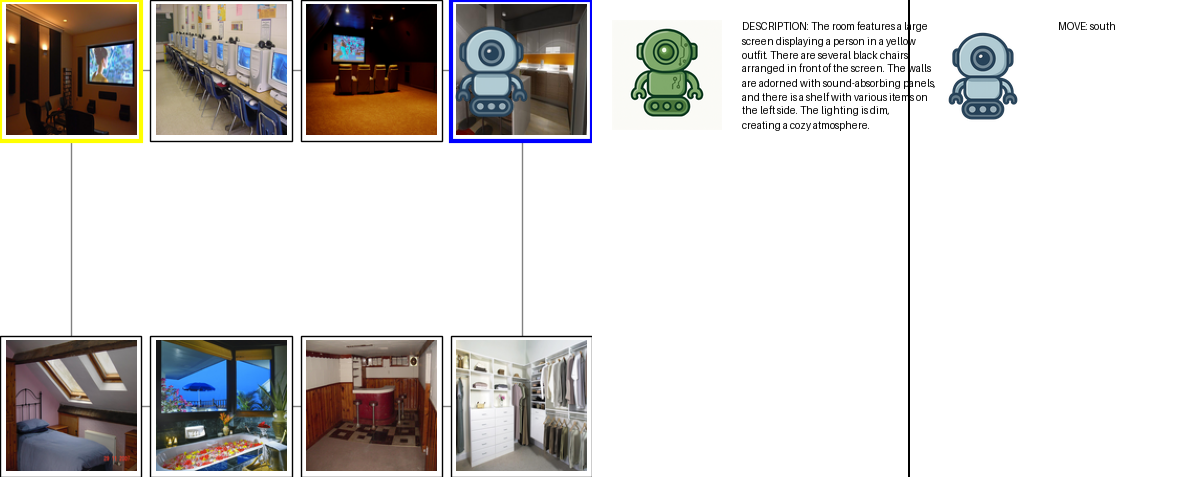 DESCRIPTION: The room features a large
screen displaying a person in a yellow
outfit. There are several black chairs
arranged in front of the screen. The walls
are adorned with sound-absorbing panels,
and there is a shelf with various items on
the left side. The lighting is dim,
creating a cozy atmosphere.
MOVE: south